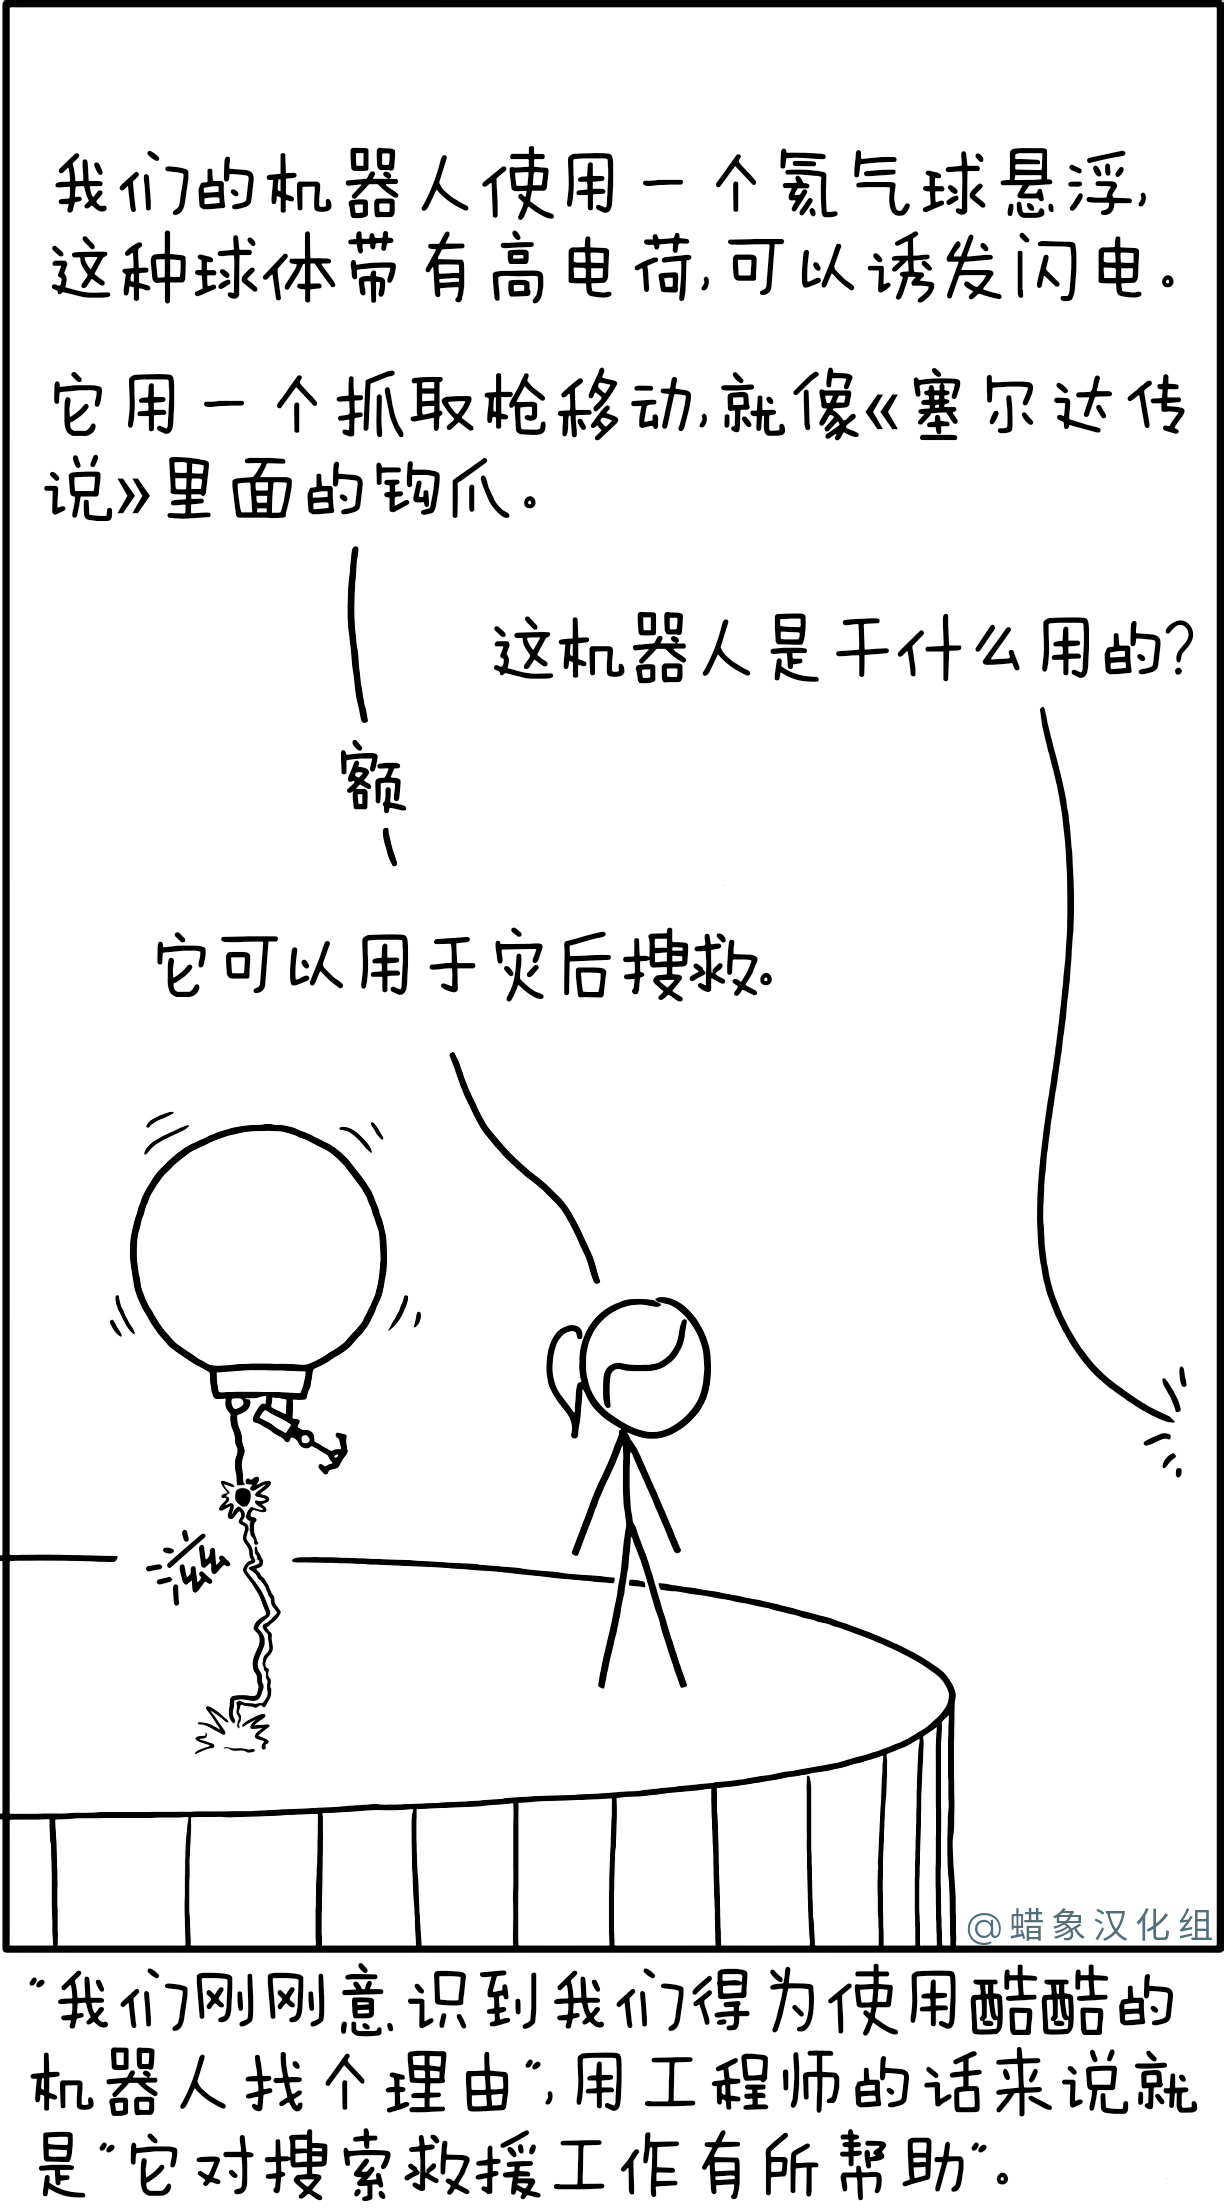 我们的机器人使用一个氦气球悬浮,
这种球体带有高电荷,可以诱发闪电。
它用一个抓取枪移动,就像《塞尔达传
说》里面的钩爪。
这机器人是干什么用的?
额
它可以用于灾后搜救。
@蜡象汉化组
“我们刚刚意识到我们得为使用酷酷的
机器人找个理由”,用工程师的话来说就
是“它对搜索救援工作有所帮助”。